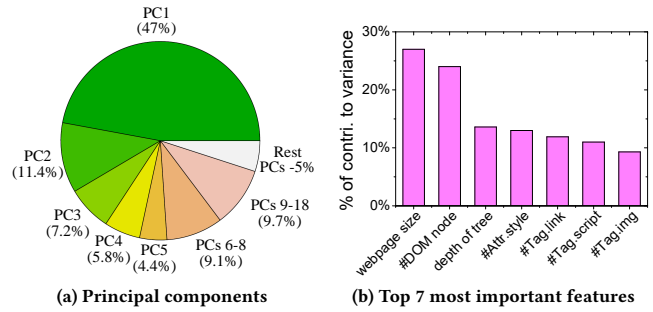 PC1
(47%)
PC2
(11.4%)
PC3
(7.2%)
PC4
(5.8%)
PC5
(4.4%)
PCs 6-8
(9.1%)
PCs 9-18
(9.7%)
Rest
PCs -5%
(a) Principal components
% of contri. to variance
30%
20%
10%
0%
webpage size
#DOM node
depth of tree
#Attr.style
#Tag.link
#Tag.script
#Tag.img
(b) Top 7 most important features